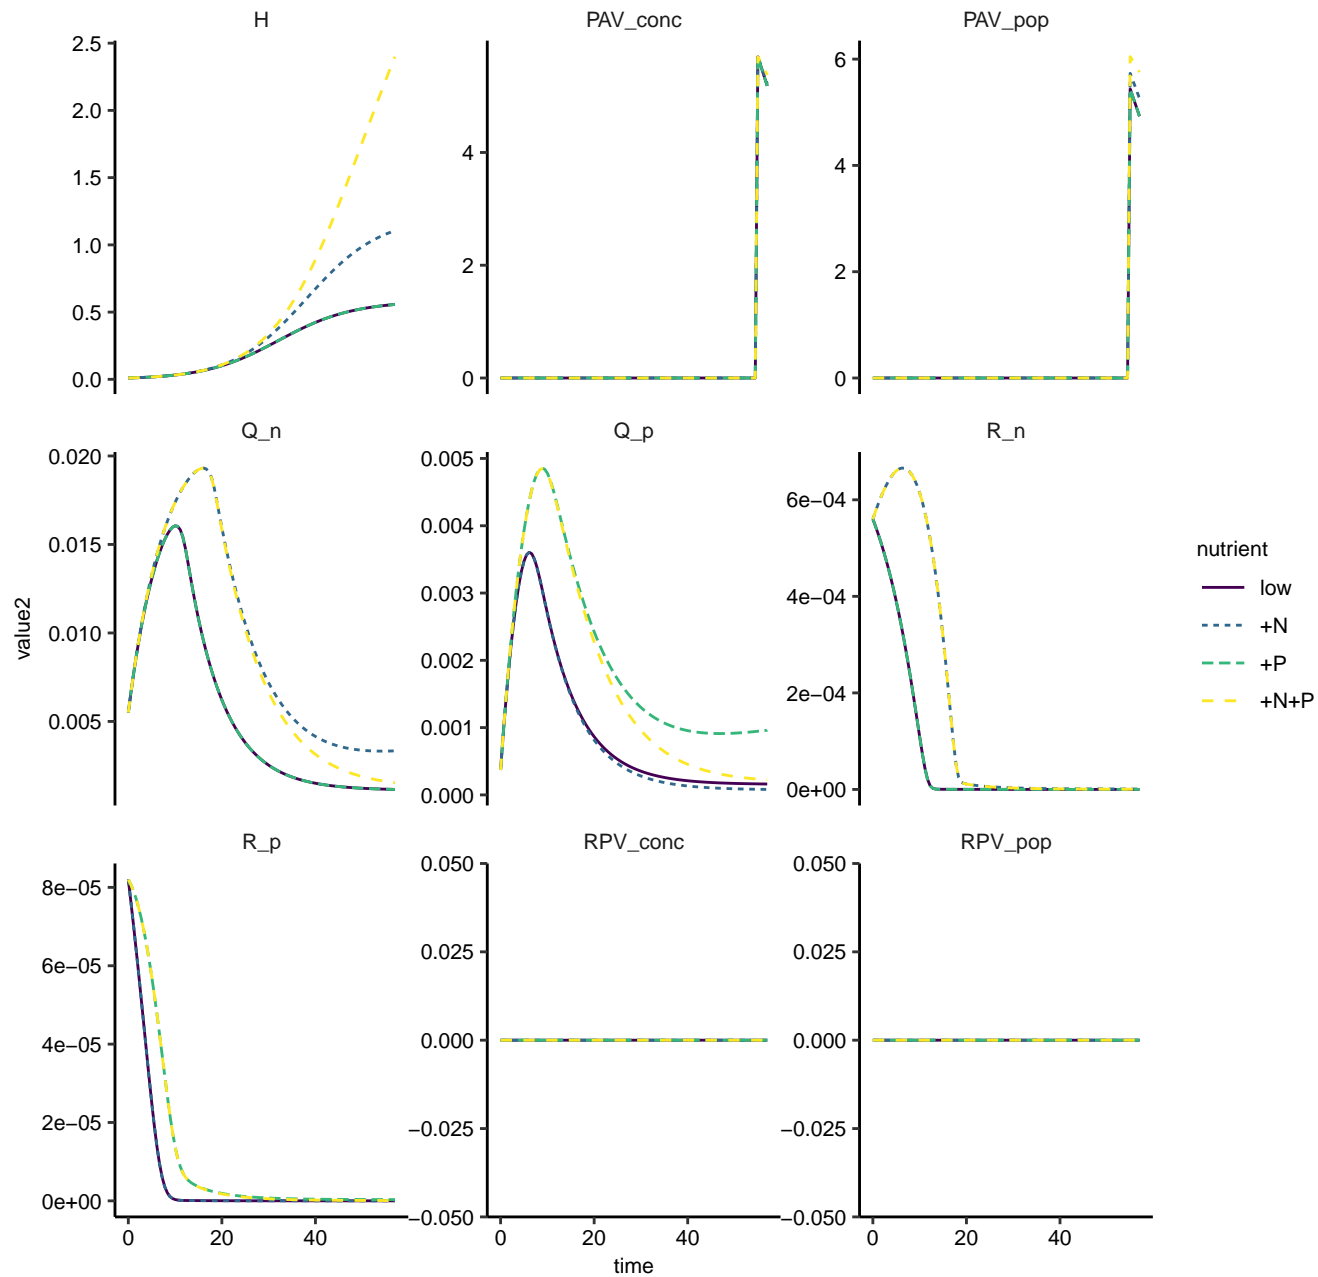 H PAV_conc PAV_pop
2.5
2.0
1.5
1.0
0.5
0.0
4
2
0
6
4
2
0
Q_n Q_p R_n
0.020
0.015
0.010
0.005
0.005
0.004
0.003
0.002
0.001
0.000
6e−04
4e−04
2e−04
0e+00
R_p RPV_conc RPV_pop
8e−05
6e−05
4e−05
2e−05
0e+00
0.050
0.025
0.000
−0.025
−0.050
0.050
0.025
0.000
−0.025
−0.050
0 20 40
0 20 40
0 20 40
time
value2
nutrient
low
+N
+P
+N+P